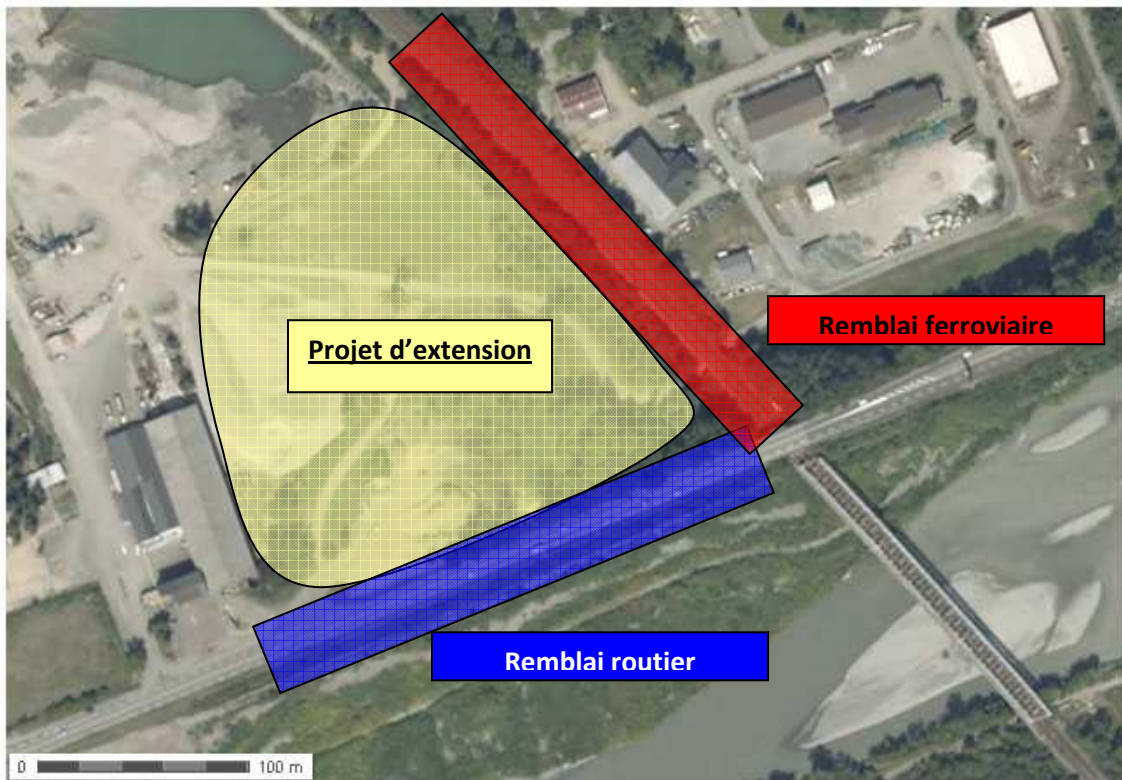 Remblai ferroviaire
Projet d’extension
Remblai routier
0 100 m